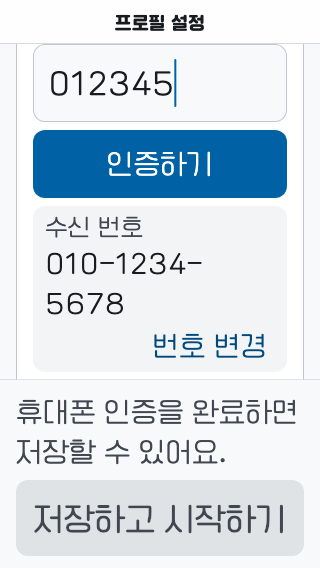 프로필 설정
012345
인증하기
수신 번호
010-1234-
5678
번호 변경
휴대폰 인증을 완료하면
저장할 수 있어요.
저장하고 시작하기